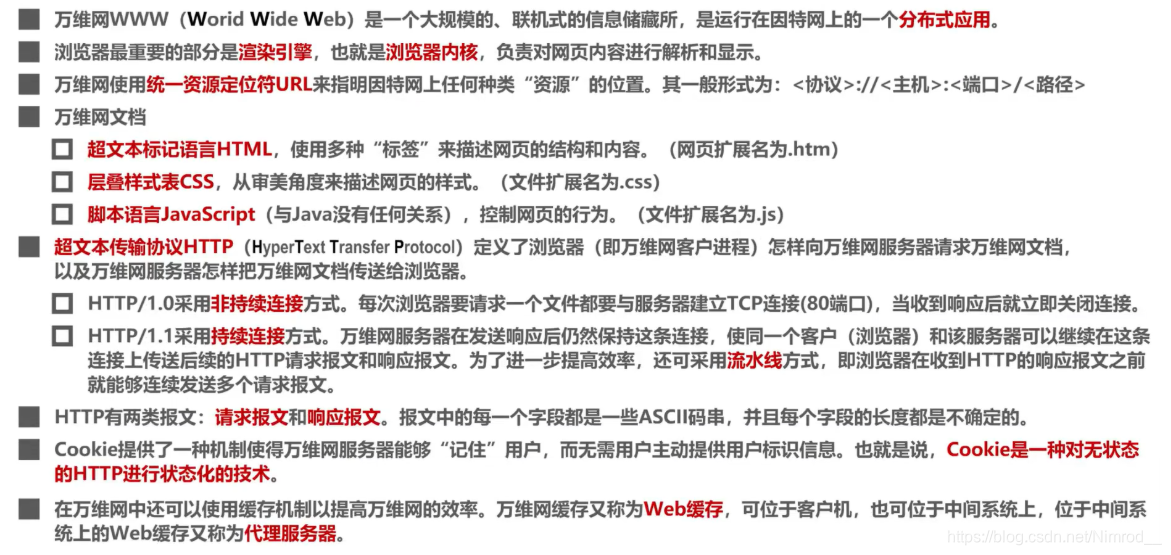 ■ 万维网WWW（Worid Wide Web）是一个大规模的、联机式的信息储藏所，是运行在因特网上的一个分布式应用。
■ 浏览器最重要的部分是渲染引擎，也就是浏览器内核，负责对网页内容进行解析和显示。
■ 万维网使用统一资源定位符URL来指明因特网上任何种类“资源”的位置。其一般形式为：<协议>://<主机>:<端口>/<路径>
■ 万维网文档
□ 超文本标记语言HTML，使用多种“标签”来描述网页的结构和内容。（网页扩展名为.htm）
□ 层叠样式表CSS，从审美角度来描述网页的样式。（文件扩展名为.css）
□ 脚本语言JavaScript（与Java没有任何关系），控制网页的行为。（文件扩展名为.js）
■ 超文本传输协议HTTP（HyperText Transfer Protocol）定义了浏览器（即万维网客户进程）怎样向万维网服务器请求万维网文档，
以及万维网服务器怎样把万维网文档传送给浏览器。
□ HTTP/1.0采用非持续连接方式。每次浏览器要请求一个文件都要与服务器建立TCP连接(80端口)，当收到响应后就立即关闭连接。
□ HTTP/1.1采用持续连接方式。万维网服务器在发送响应后仍然保持这条连接，使同一个客户（浏览器）和该服务器可以继续在这条
连接上传送后续的HTTP请求报文和响应报文。为了进一步提高效率，还可采用流水线方式，即浏览器在收到HTTP的响应报文之前
就能够连续发送多个请求报文。
■ HTTP有两类报文：请求报文和响应报文。报文中的每一个字段都是一些ASCII码串，并且每个字段的长度都是不确定的。
■ Cookie提供了一种机制使得万维网服务器能够“记住”用户，而无需用户主动提供用户标识信息。也就是说，Cookie是一种对无状态
的HTTP进行状态化的技术。
■ 在万维网中还可以使用缓存机制以提高万维网的效率。万维网缓存又称为Web缓存，可位于客户机，也可位于中间系统上，位于中间系
统上的Web缓存又称为代理服务器。
https://blog.csdn.net/Nimrod__